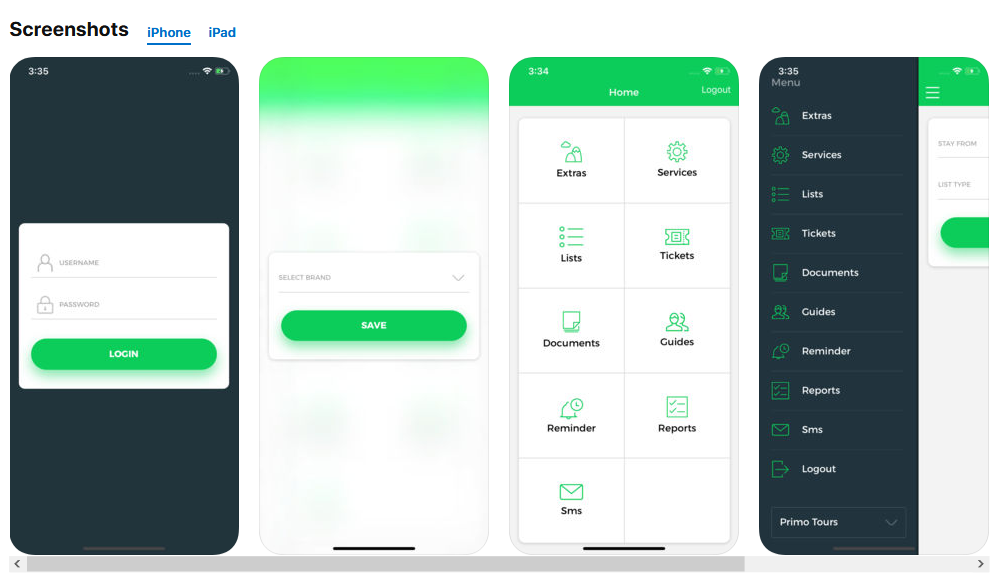 Screenshots iPhone iPad
3:35
USERNAME
PASSWORD
LOGIN
SELECT BRAND
SAVE
3:34
Home Logout
Extras Services
Lists Tickets
Documents Guides
Reminder Reports
Sms
3:35
Menu
Extras
Services
Lists
Tickets
Documents
Guides
Reminder
Reports
Sms
Logout
Primo Tours
STAY FROM
LIST TYPE